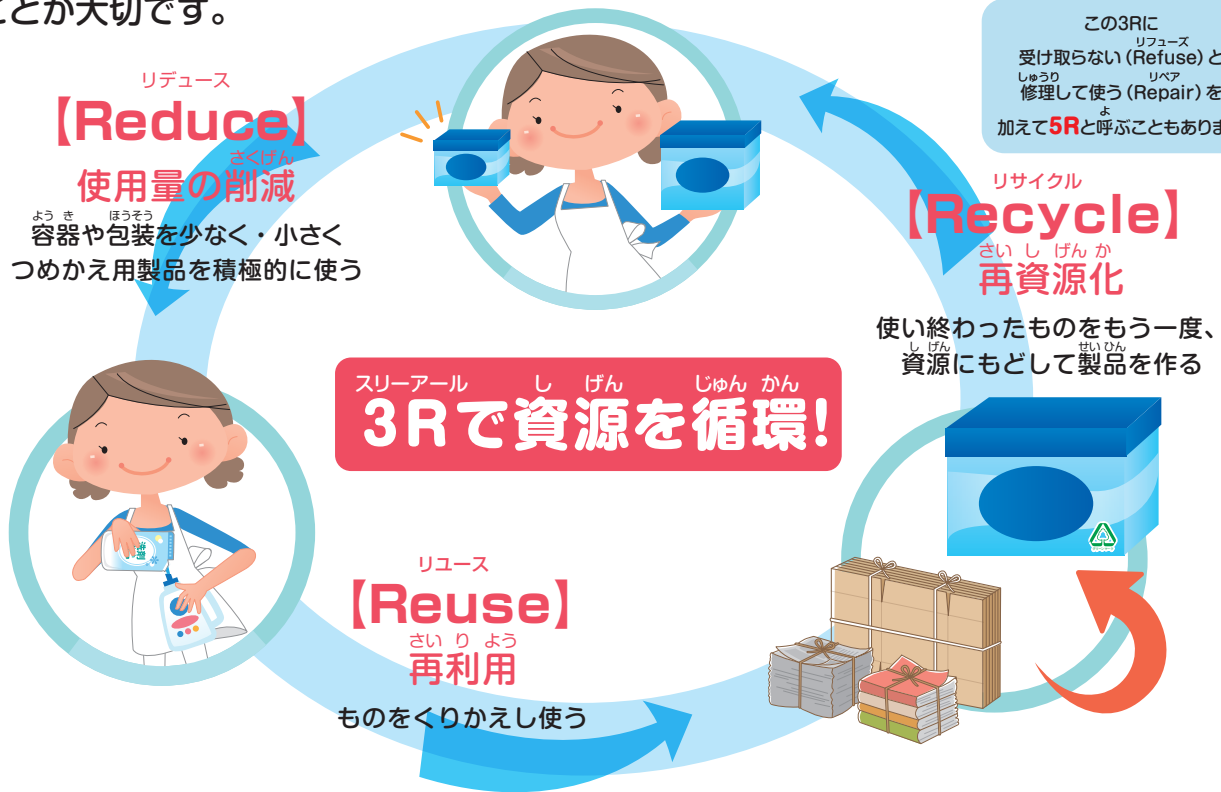 ことが大切です。
この3Rに
リフューズ
受け取らない(Refuse)と
しゅうり リペア
修理して使う(Repair)を
よ
加えて5Rと呼ぶこともありま
リデュース
【Reduce】
さくげん
使用量の削減
ようき ほうそう
容器や包装を少なく・小さく
つめかえ用製品を積極的に使う
リサイクル
【Recycle】
さいしげんか
再資源化
使い終わったものをもう一度、
しげん せいひん
資源にもどして製品を作る
スリーアール しげん じゅんかん
3Rで資源を循環!
リユース
【Reuse】
さいりよう
再利用
ものをくりかえし使う